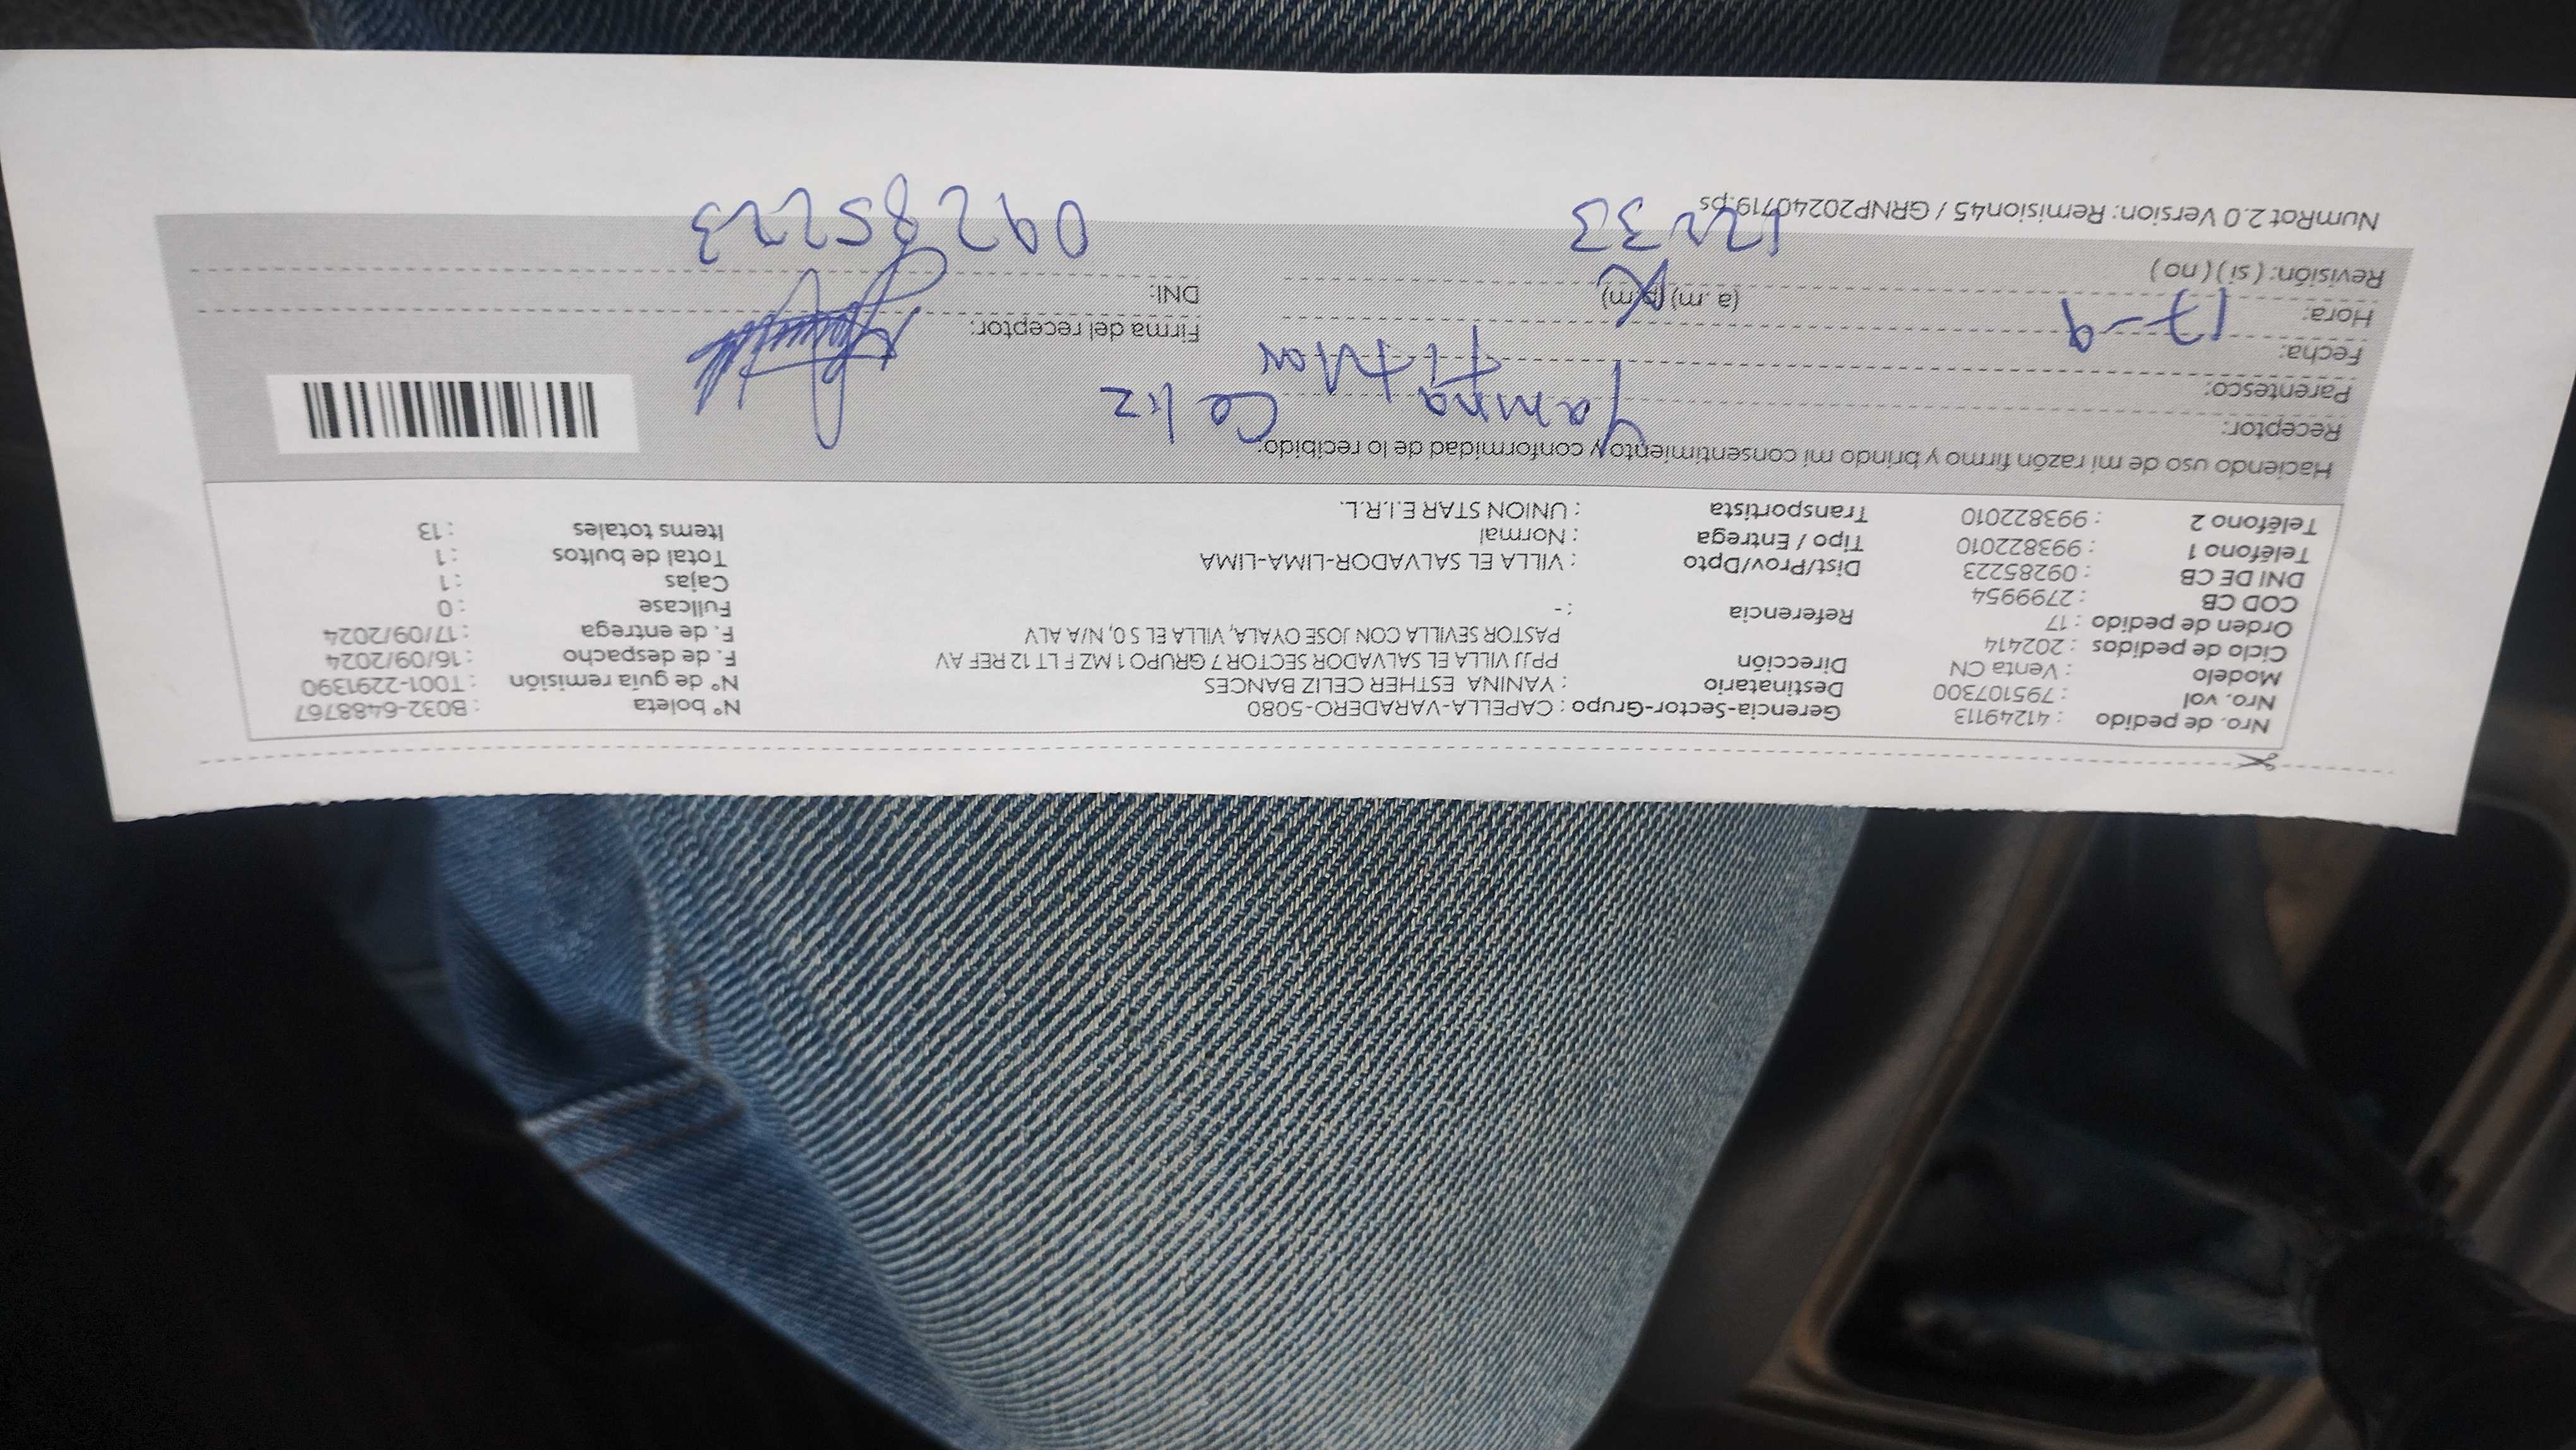 Nro. de pedido : 41249113 Gerencia-Sector-Grupo : CAPELLA-VARADERO-5080 N° boleta : B032-6488767
Nro. vol : 795107300 Destinatario : YANINA ESTHER CELIZ BANCES N° de guía remisión : T001-2291390
Modelo : Venta CN Dirección PPJJ VILLA EL SALVADOR SECTOR 7 GRUPO 1 MZ F LT 12 REF AV F. de despacho : 16/09/2024
Ciclo de pedidos : 202414 PASTOR SEVILLA CON JOSE OYALA, VILLA EL S 0, N/A ALV F. de entrega : 17/09/2024
Orden de pedido : 17 Referencia : - Fullcase : 0
COD CB : 2799954 Cajas : 1
DNI DE CB : 09285223 Dist/Prov/Dpto : VILLA EL SALVADOR-LIMA-LIMA Total de bultos : 1
Teléfono 1 : 993822010 Tipo / Entrega : Normal Items totales : 13
Teléfono 2 : 993822010 Transportista : UNION STAR E.I.R.L.
Haciendo uso de mi razón firmo y brindo mi consentimiento y conformidad de lo recibido:
Receptor: Yanina Celiz
Parentesco:
Fecha: 17-9 Firma del receptor:
Hora: (a. m) (p.m) DNI:
Revisión: ( si ) ( no ) 12:33 09285223
NumRot 2.0 Version: Remision45 / GRNP20240719.ps